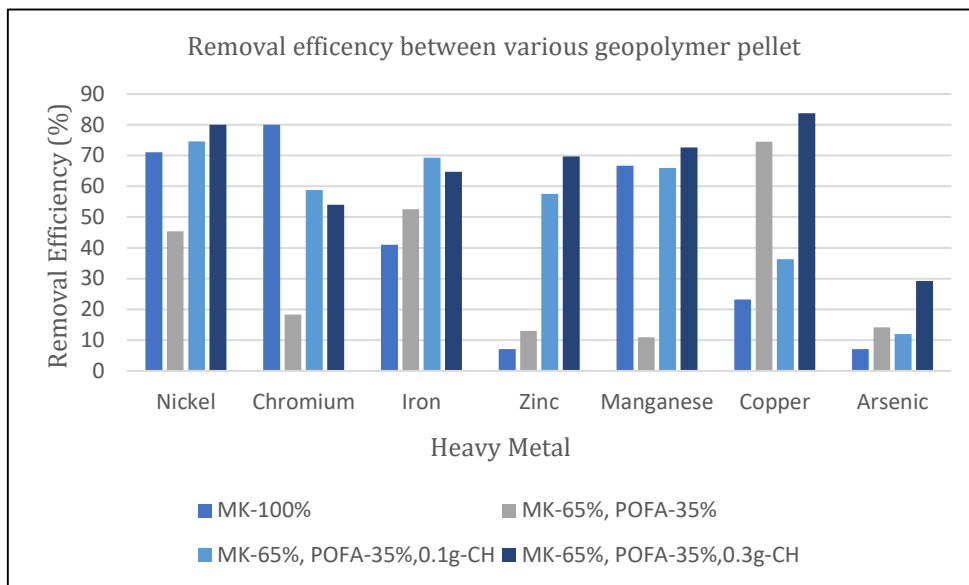 Removal efficency between various geopolymer pellet
90
80
70
60
50
40
30
20
10
0
Removal Efficiency (%)
Nickel Chromium Iron Zinc Manganese Copper Arsenic
Heavy Metal
MK-100% MK-65%, POFA-35%
MK-65%, POFA-35%,0.1g-CH MK-65%, POFA-35%,0.3g-CH